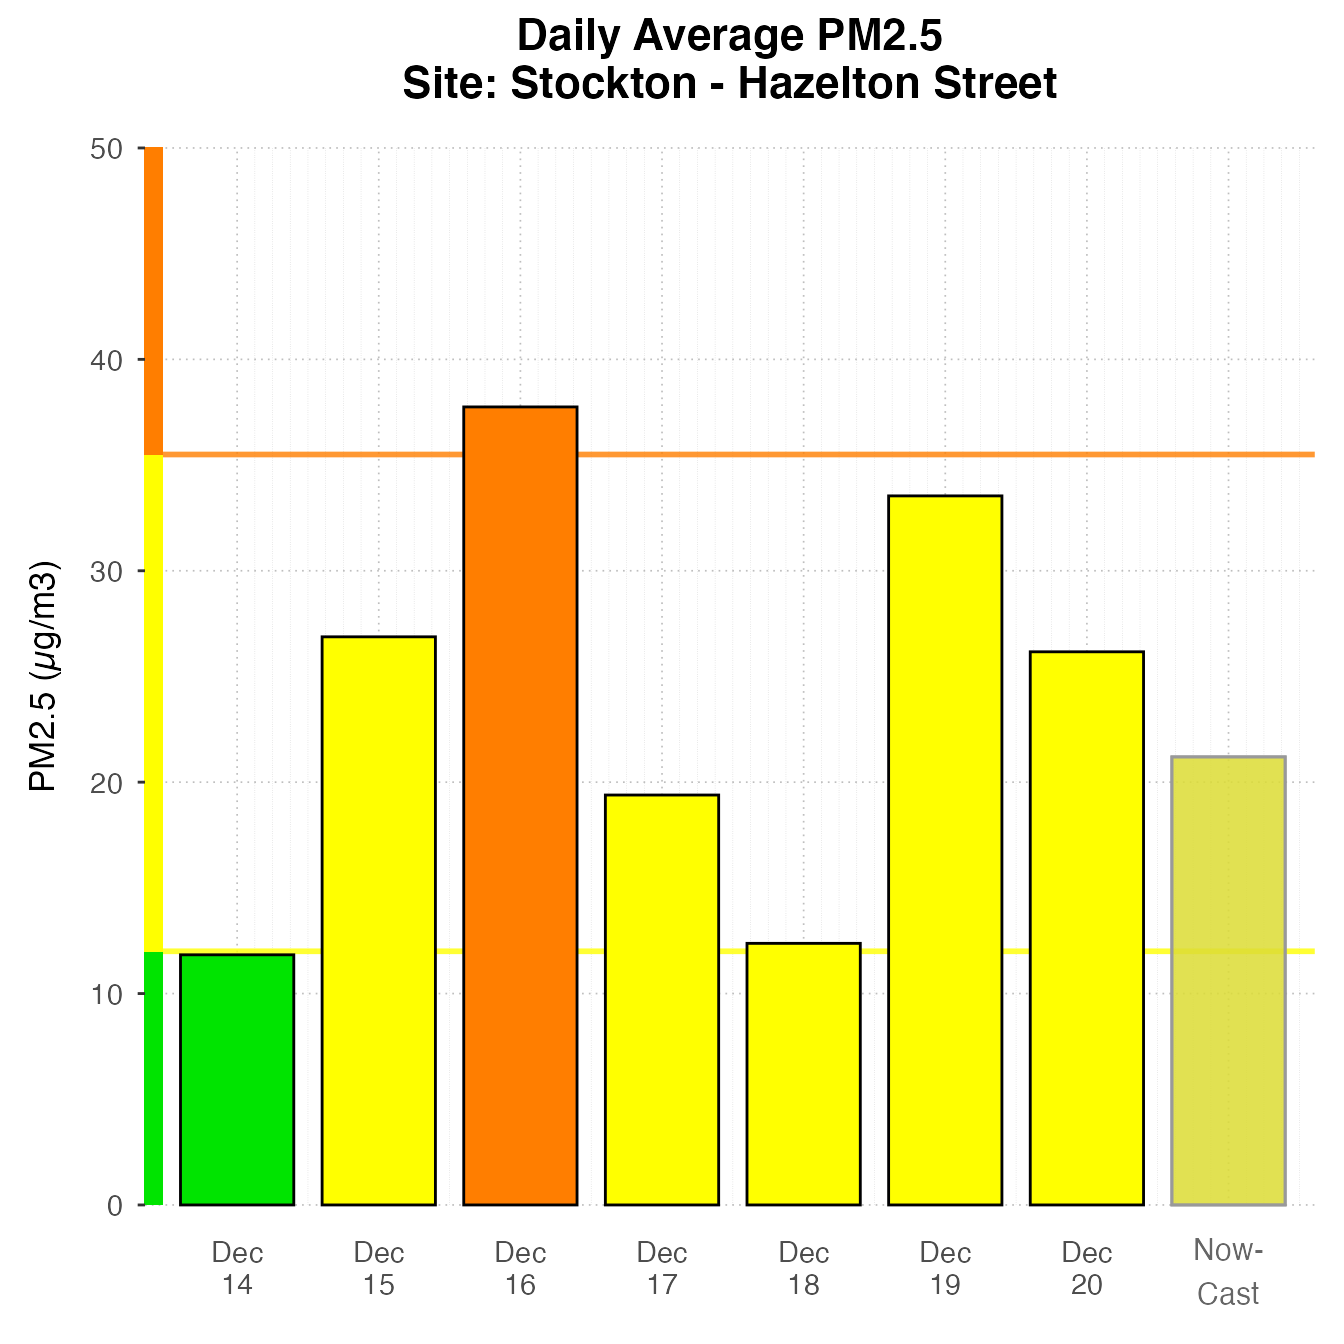 Daily Average PM2.5
Site: Stockton - Hazelton Street
50
40
30
20
10
0
PM2.5 (µg/m3)
Dec Dec Dec Dec Dec Dec Dec Now-
14 15 16 17 18 19 20 Cast